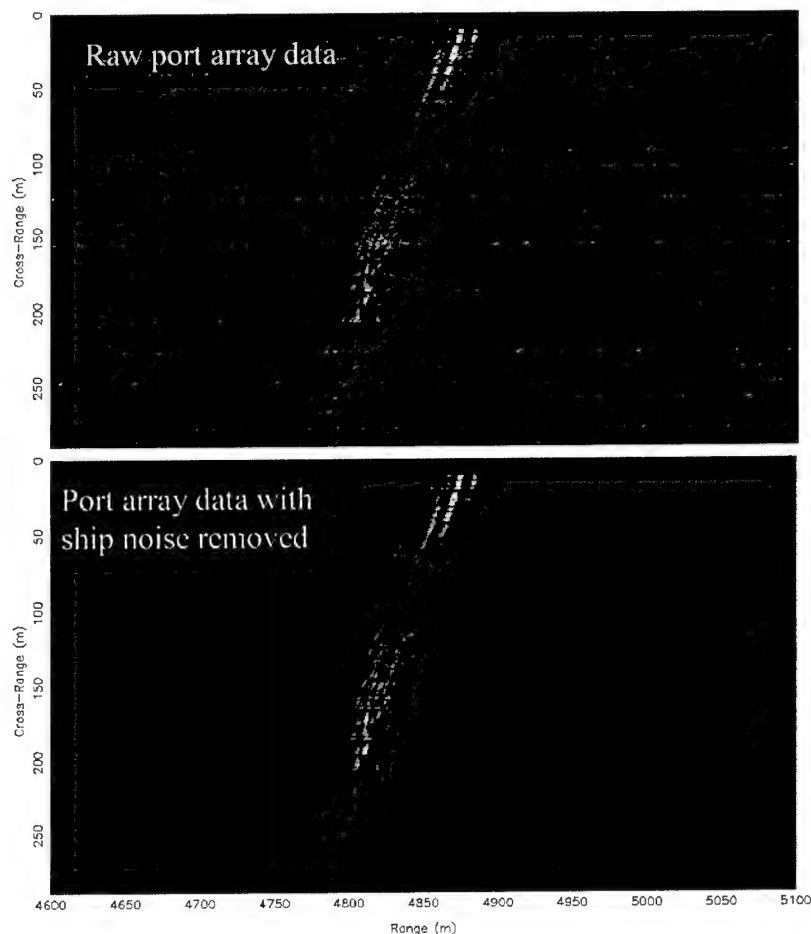 Raw port array data
0
50
100
150
200
250
Cross-Range (m)
Port array data with
ship noise removed
0
50
100
150
200
250
Cross-Range (m)
4600 4650 4700 4750 4800 4850 4900 4950 5000 5050 5100
Range (m)